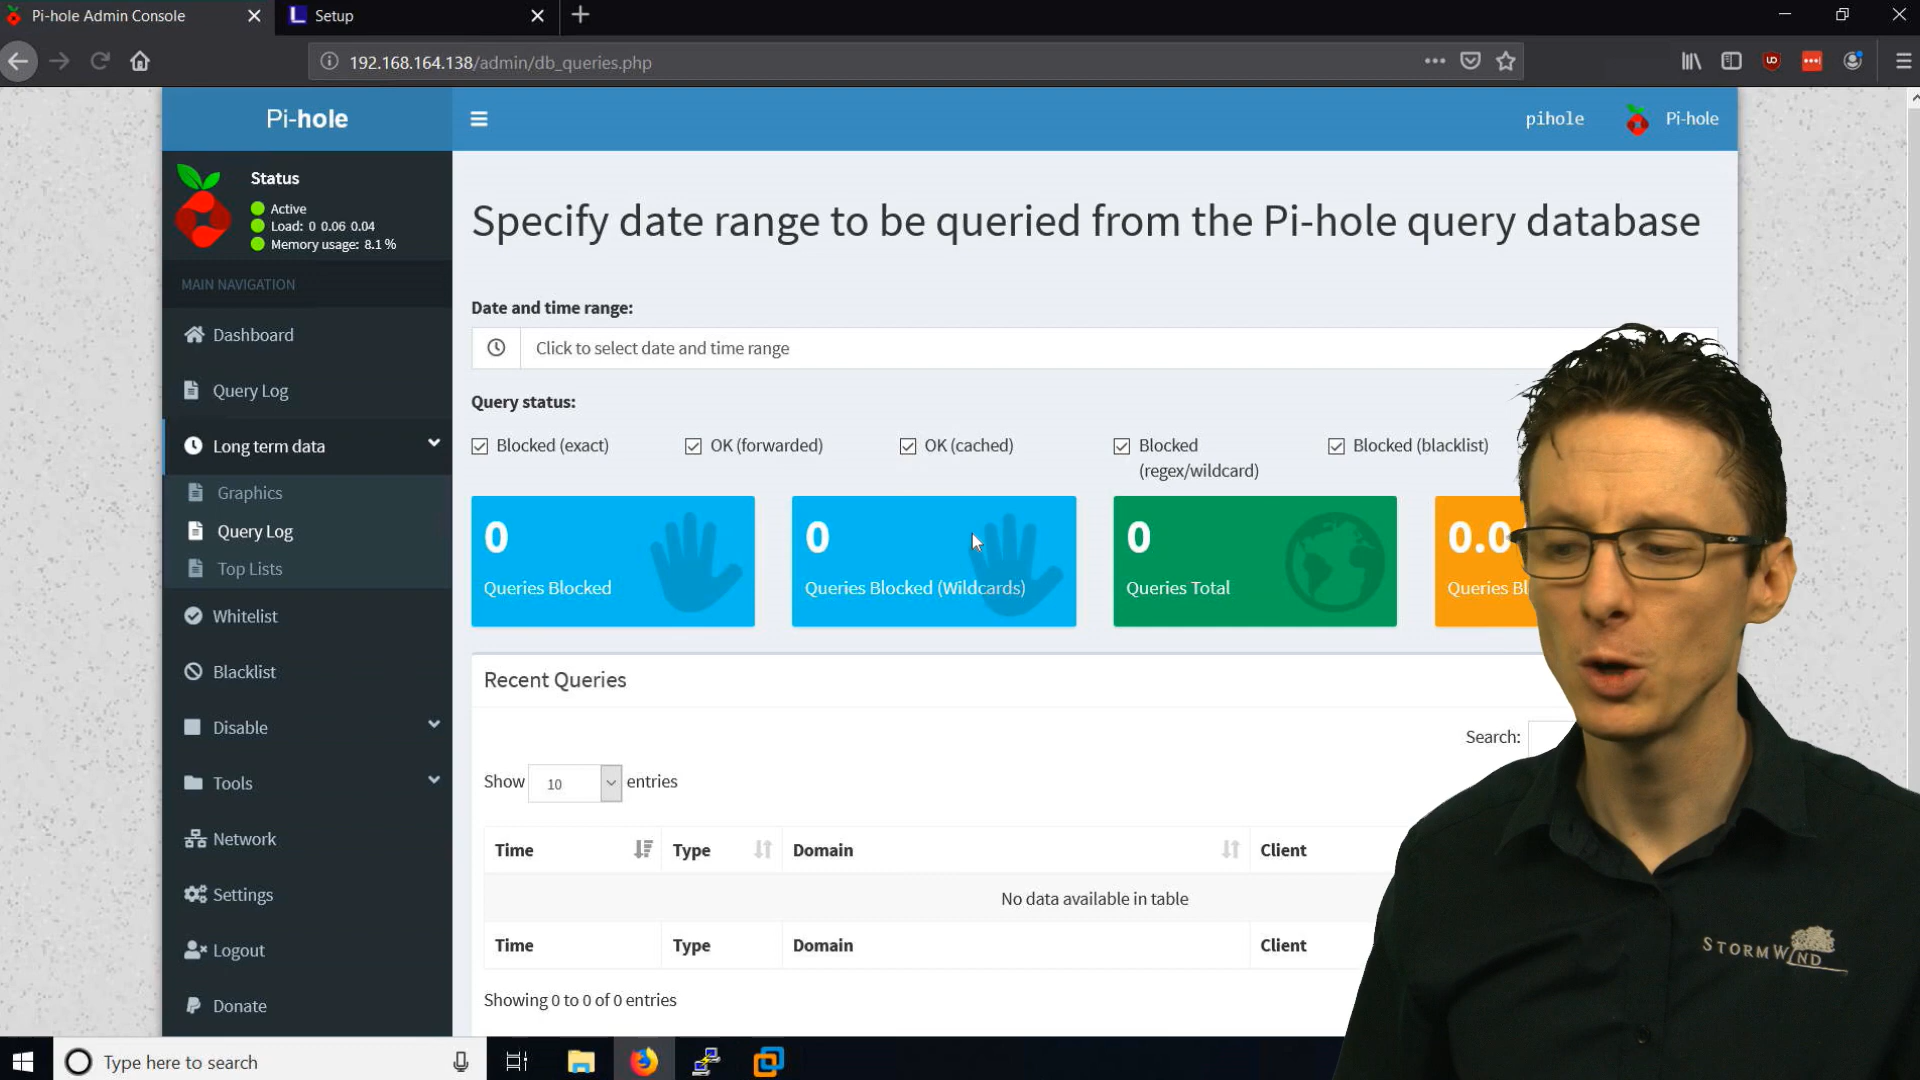 Pi-hole Admin Console
Setup
192.168.164.138/admin/db_queries.php
Pi-hole
pihole
Pi-hole
Status
Active
Load: 0 0.06 0.04
Memory usage: 8.1 %
MAIN NAVIGATION
Dashboard
Query Log
Long term data
Graphics
Query Log
Top Lists
Whitelist
Blacklist
Disable
Tools
Network
Settings
Logout
Donate
Specify date range to be queried from the Pi-hole query database
Date and time range:
Click to select date and time range
Query status:
Blocked (exact)
OK (forwarded)
OK (cached)
Blocked
(regex/wildcard)
Blocked (blacklist)
0
Queries Blocked
0
Queries Blocked (Wildcards)
0
Queries Total
0.0
Queries
Recent Queries
Search:
Show 10 entries
Time Type Domain Client
No data available in table
Time Type Domain Client
Showing 0 to 0 of 0 entries
STORMWIND
Type here to search